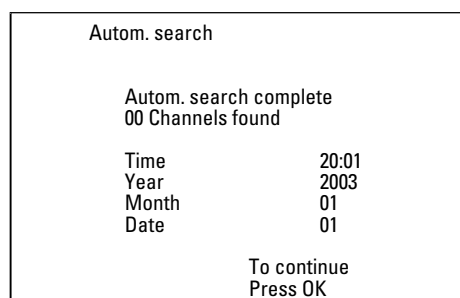 Autom. search
Autom. search complete
00 Channels found
Time 20:01
Year 2003
Month 01
Date 01
To continue
Press OK